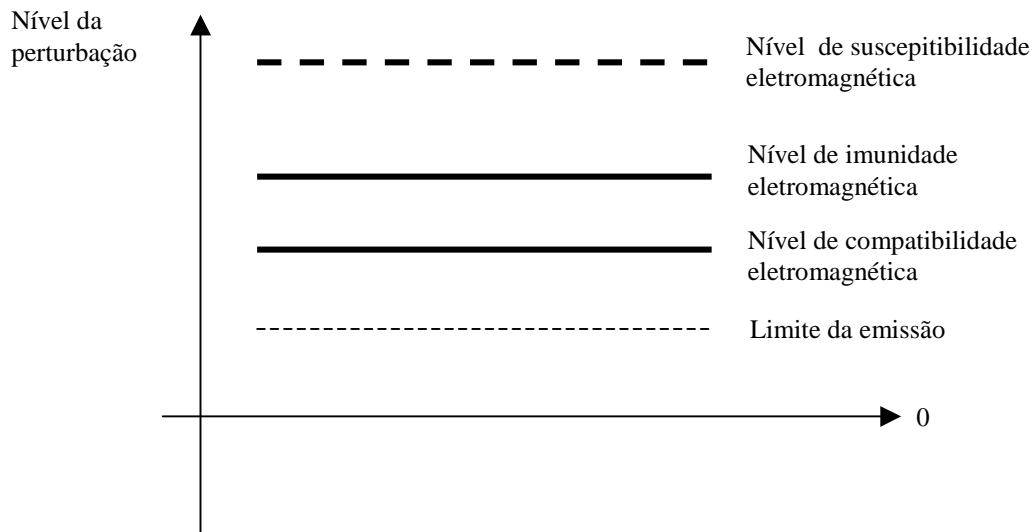 Nível da
perturbação
Nível de suscepitibilidade
eletromagnética
Nível de imunidade
eletromagnética
Nível de compatibilidade
eletromagnética
Limite da emissão
0